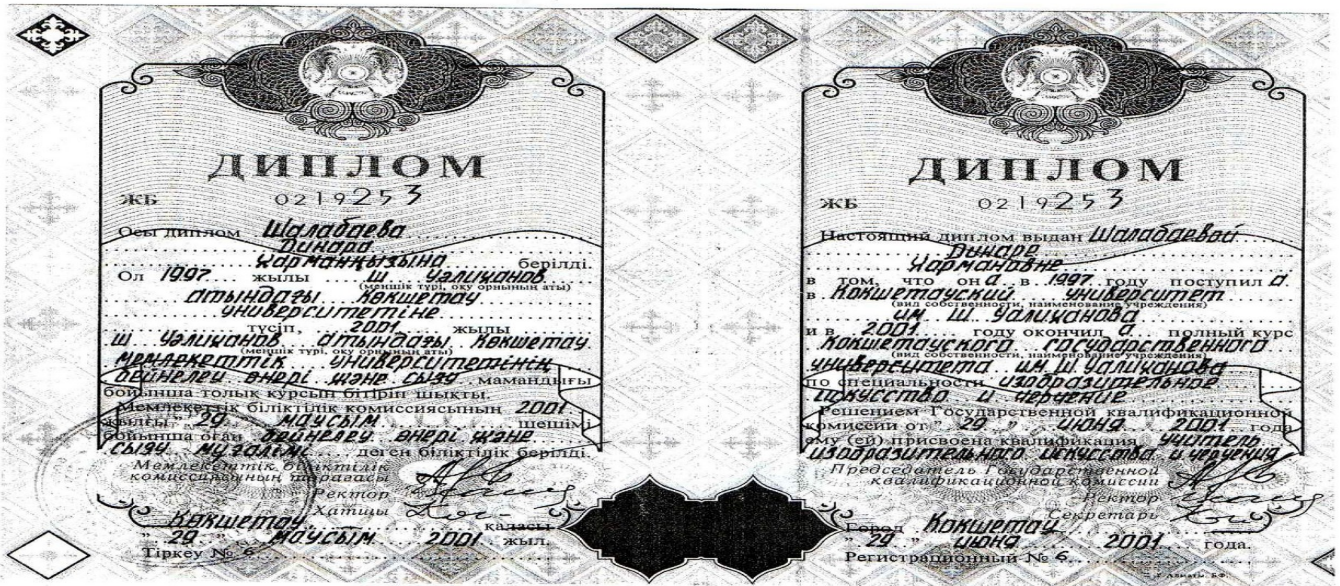 ДИПЛОМ
ЖБ 0219253
Осы диплом Шалабаева
Динара
Қарманқызына берілді.
Ол 1997 жылы Ш. Уәлиханов
(меншік түрі, оқу орнының аты)
атындағы Көкшетау
университетіне
түсіп, 2001 жылы
Ш Уәлиханов атындағы Көкшетау
(меншік түрі, оқу орнының аты)
мемлекеттік университетінің
бейнелеу өнері және сызу мамандығы
бойынша толық курсын бітіріп шықты.
Мемлекеттік біліктілік комиссиясының 2001
жылғы 29 маусым шешімі
бойынша оған бейнелеу өнері және
сызу мұғалімі деген біліктілік берілді.
Мемлекеттік біліктілік
комиссиясының төрағасы
Ректор
Хатшы
Көкшетау қаласы
" 29 " маусым 2001 жыл.
Тіркеу № 6
ДИПЛОМ
ЖБ 0219253
Настоящий диплом выдан Шалабаевой
Динаре
Кармановне
в том, что он а в 1997 году поступил а
в Кокшетауский университет
(вид собственности, наименование учреждения)
им Ш. Уалиханова
и в 2001 году окончил а полный курс
Кокшетауского государственного
(вид собственности, наименование учреждения)
университета им. Ш. Уалиханова
по специальности изобразительное
искусство и черчение
Решением Государственной квалификационной
комиссии от " 29 " июня 2001 года
ему (ей) присвоена квалификация учитель
изобразительного искусства и черчения
Председатель Государственной
квалификационной комиссии
Ректор
Секретарь
Город Кокшетау
" 29 " июня 2001 года.
Регистрационный № 6